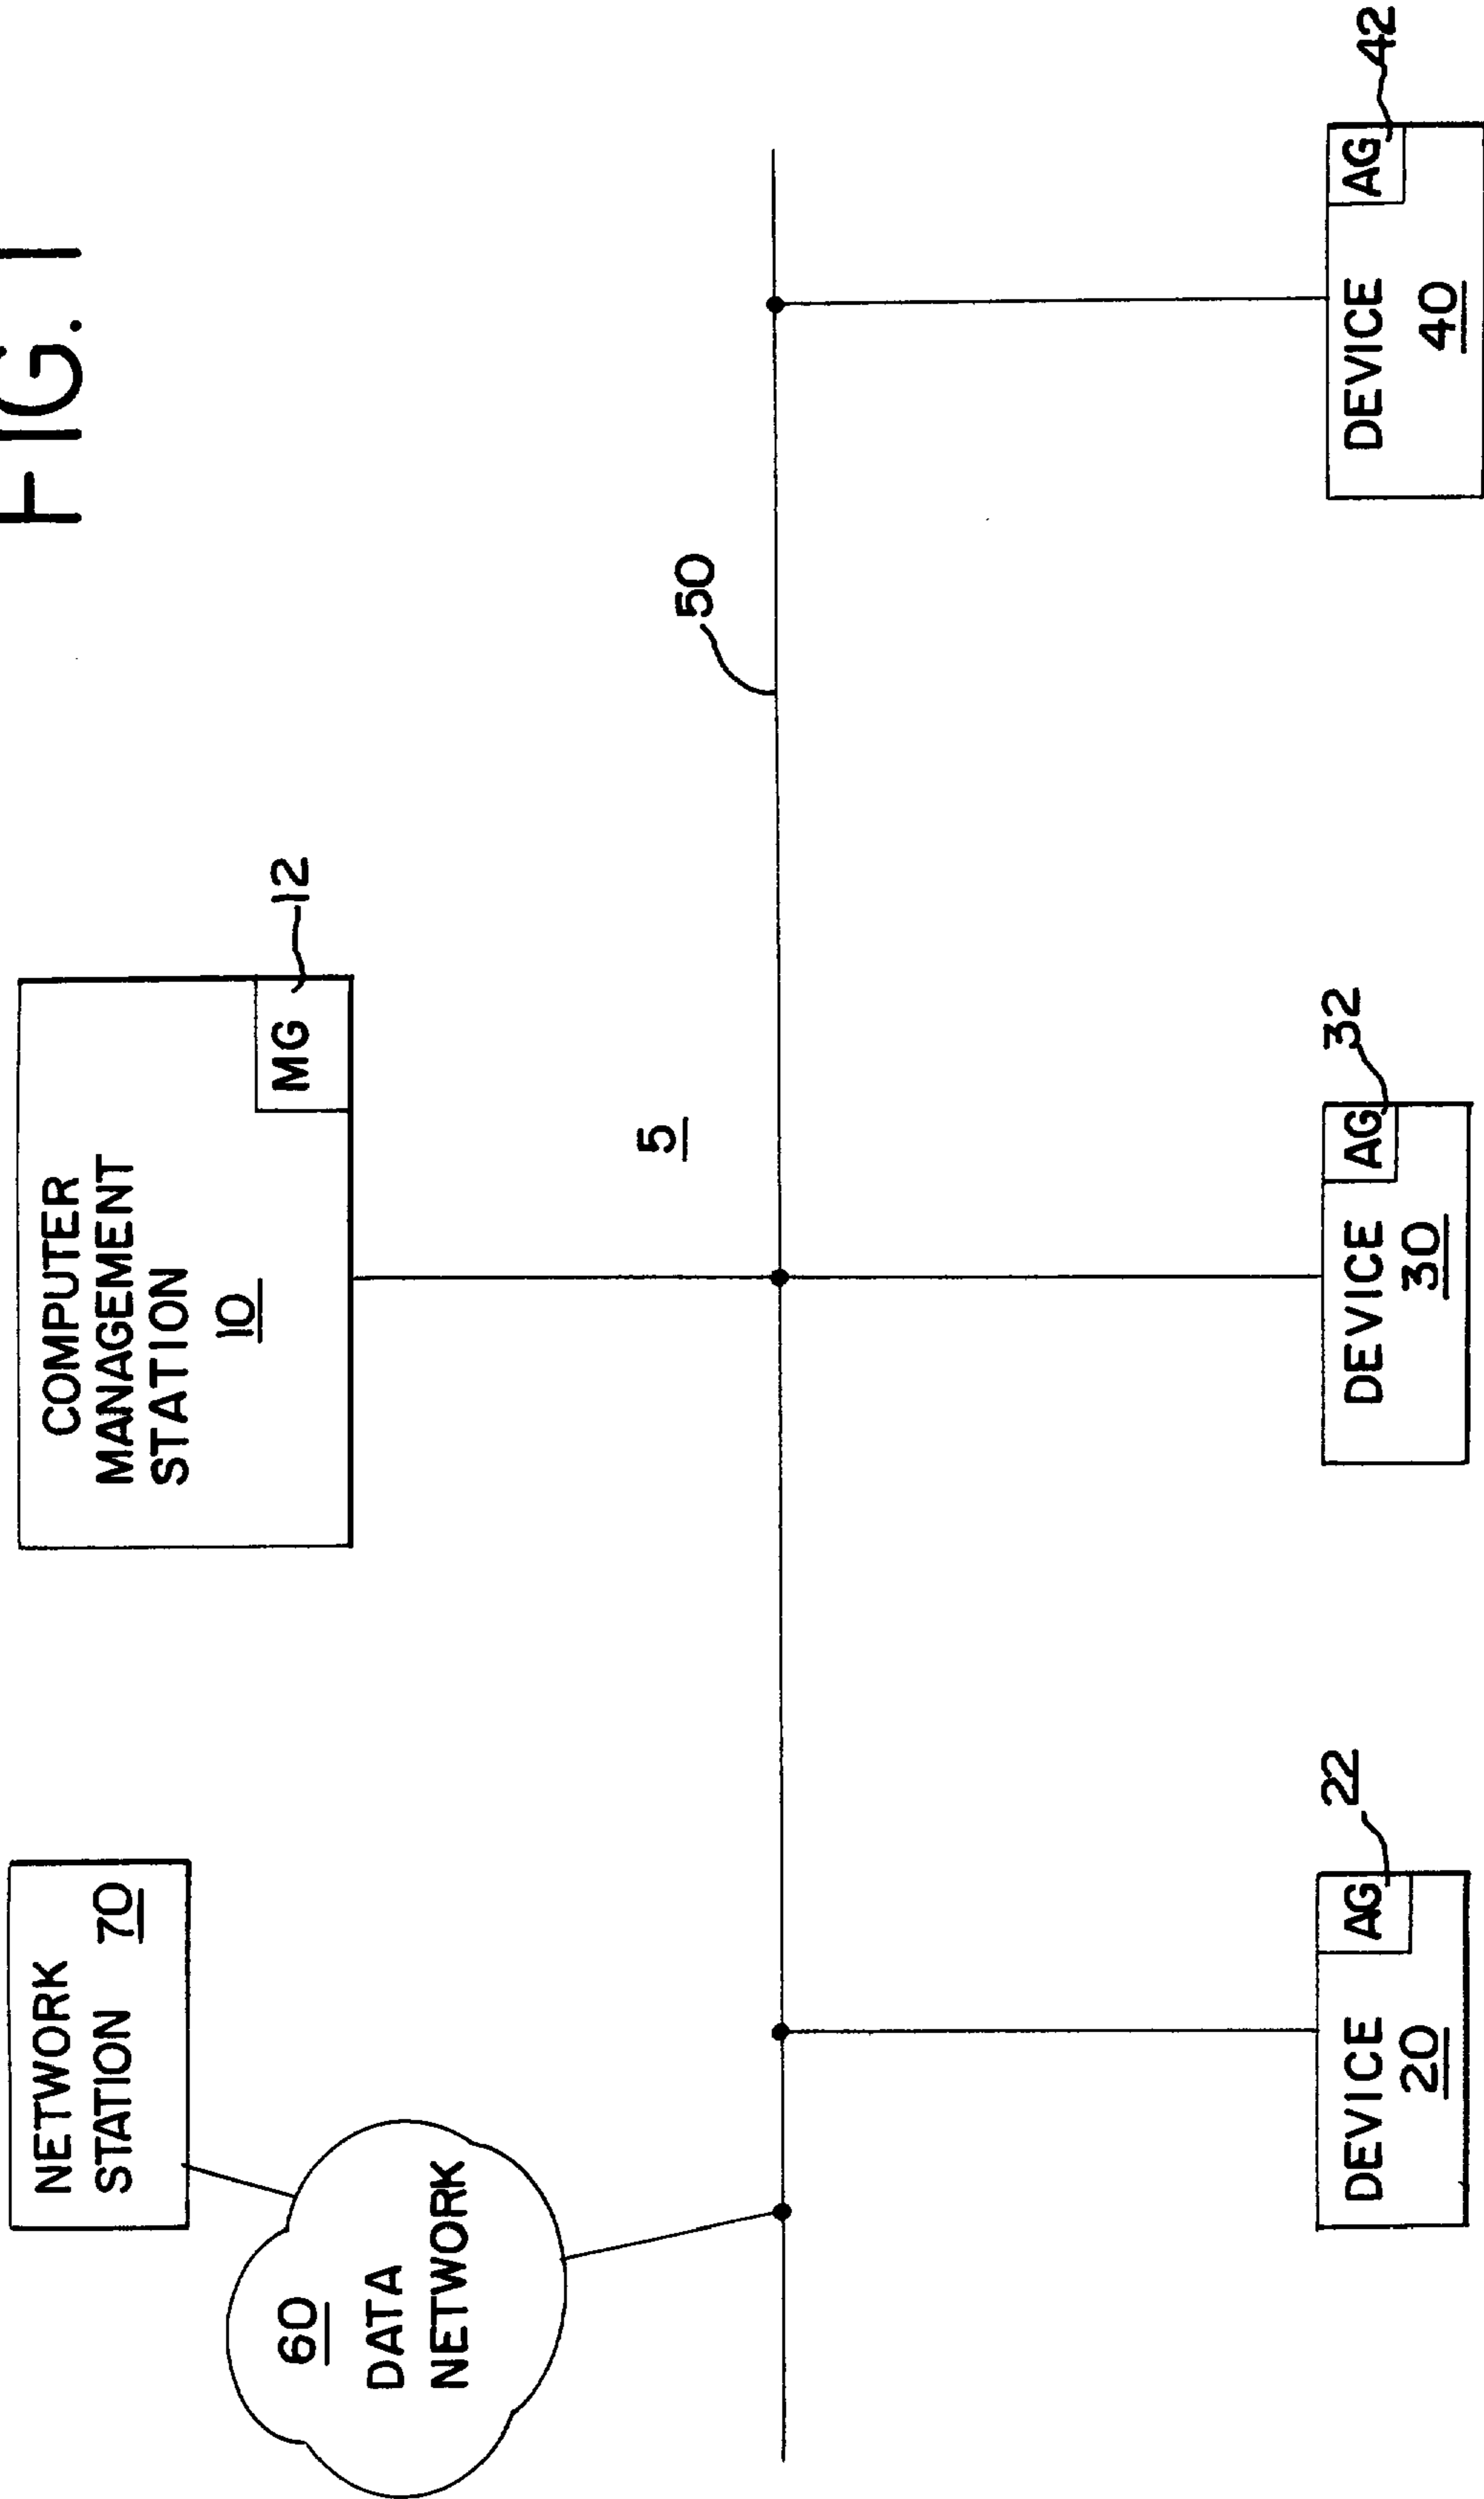 FIG. 1
NETWORK
STATION 70
COMPUTER
MANAGEMENT
STATION
10
MG
12
60
DATA
NETWORK
5
50
DEVICE
20
AG
22
DEVICE
30
AG
32
DEVICE
40
AG
42